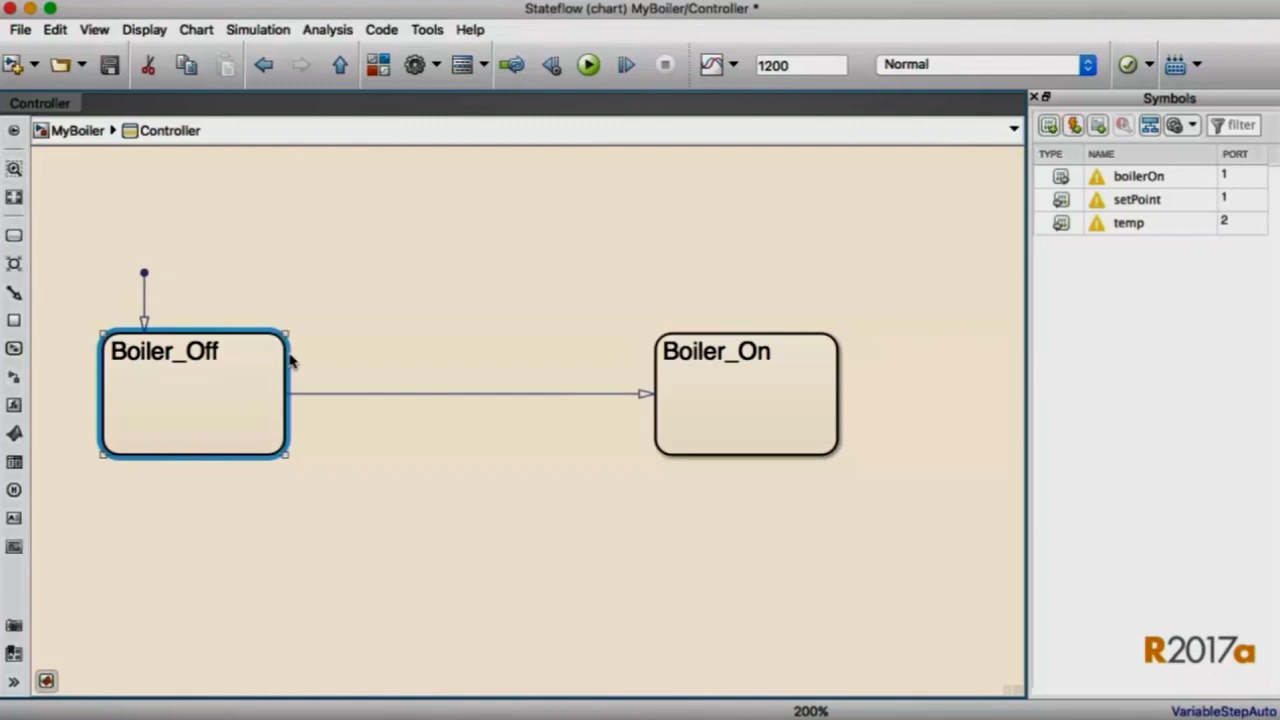 Stateflow (chart) MyBoiler/Controller *
File Edit View Display Chart Simulation Analysis Code Tools Help
1200 Normal
Controller
MyBoiler Controller
Symbols
filter
TYPE NAME PORT
boilerOn 1
setPoint 1
temp 2
Boiler_Off
Boiler_On
R2017a
200%
VariableStepAuto